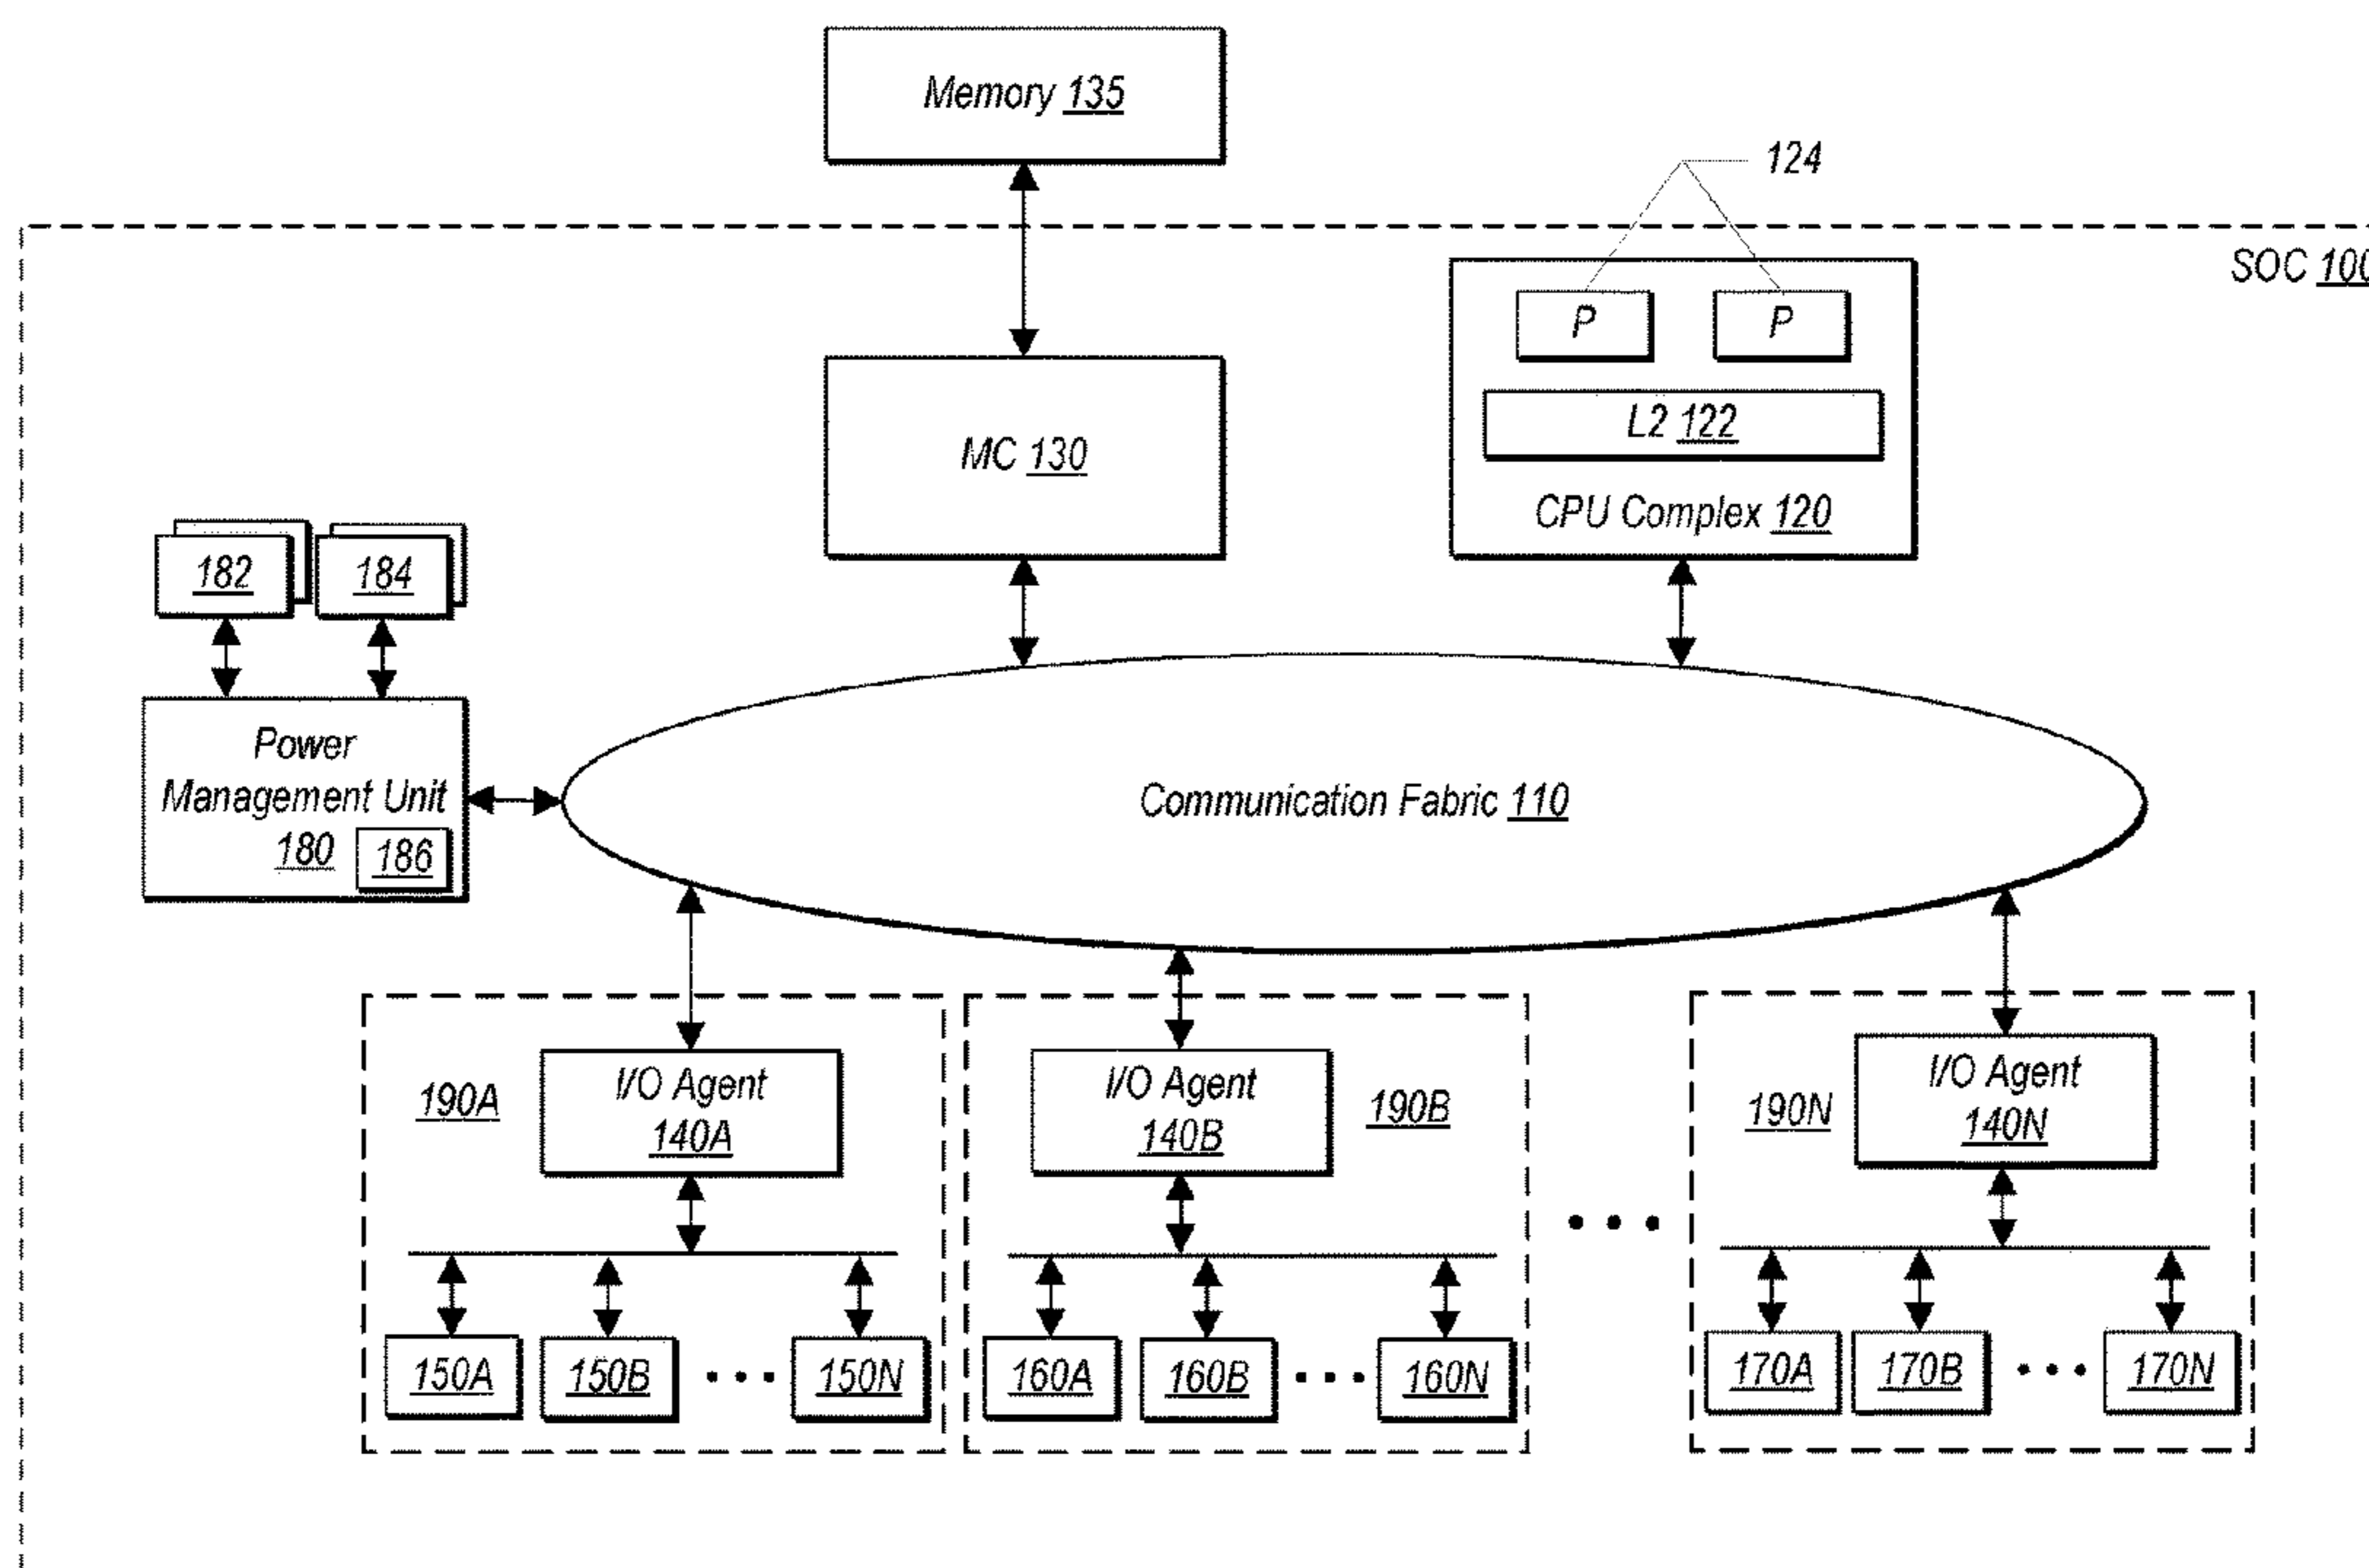 Memory 135
124
SOC 100
P
P
L2 122
MC 130
CPU Complex 120
182
184
Power
Management Unit
180
186
Communication Fabric 110
190A
I/O Agent
140A
I/O Agent
140B
190B
190N
I/O Agent
140N
150A
150B
150N
160A
160B
160N
170A
170B
170N